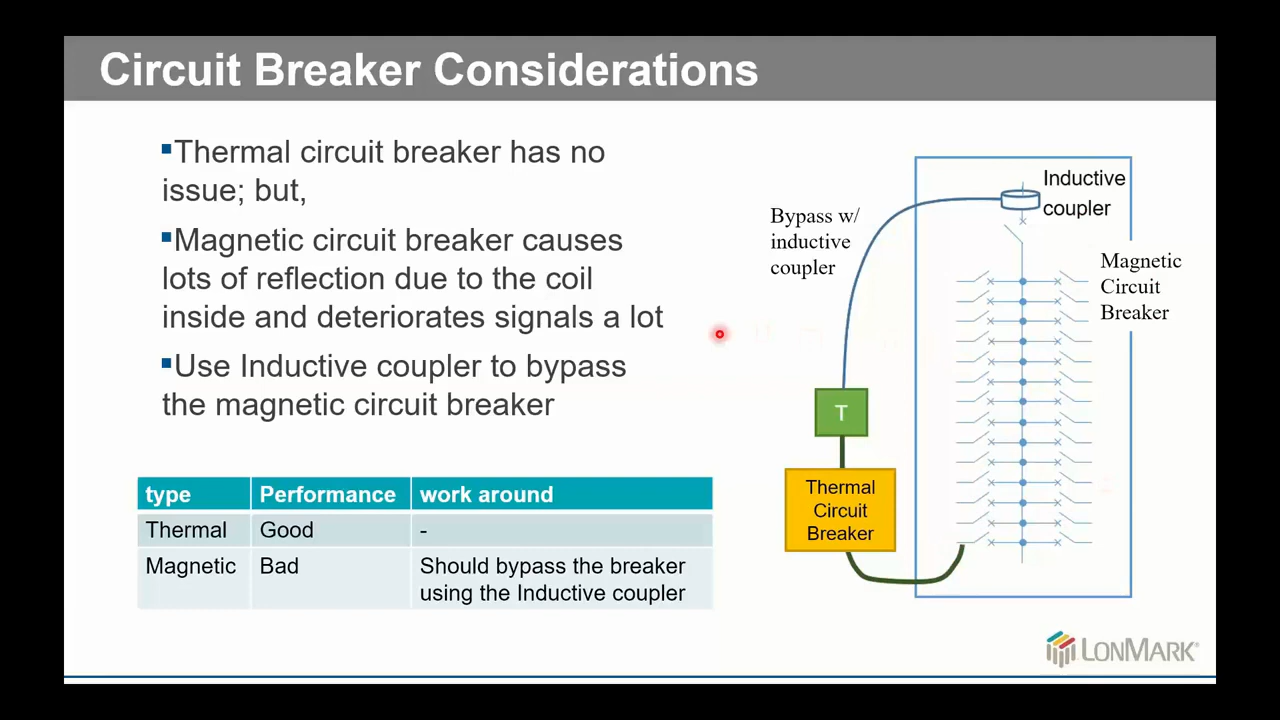 Circuit Breaker Considerations
▪Thermal circuit breaker has no
issue; but,
▪Magnetic circuit breaker causes
lots of reflection due to the coil
inside and deteriorates signals a lot
▪Use Inductive coupler to bypass
the magnetic circuit breaker
type Performance work around
Thermal Good -
Magnetic Bad Should bypass the breaker
using the Inductive coupler
Inductive
coupler
Bypass w/
inductive
coupler
Magnetic
Circuit
Breaker
T
Thermal
Circuit
Breaker
LONMARK®